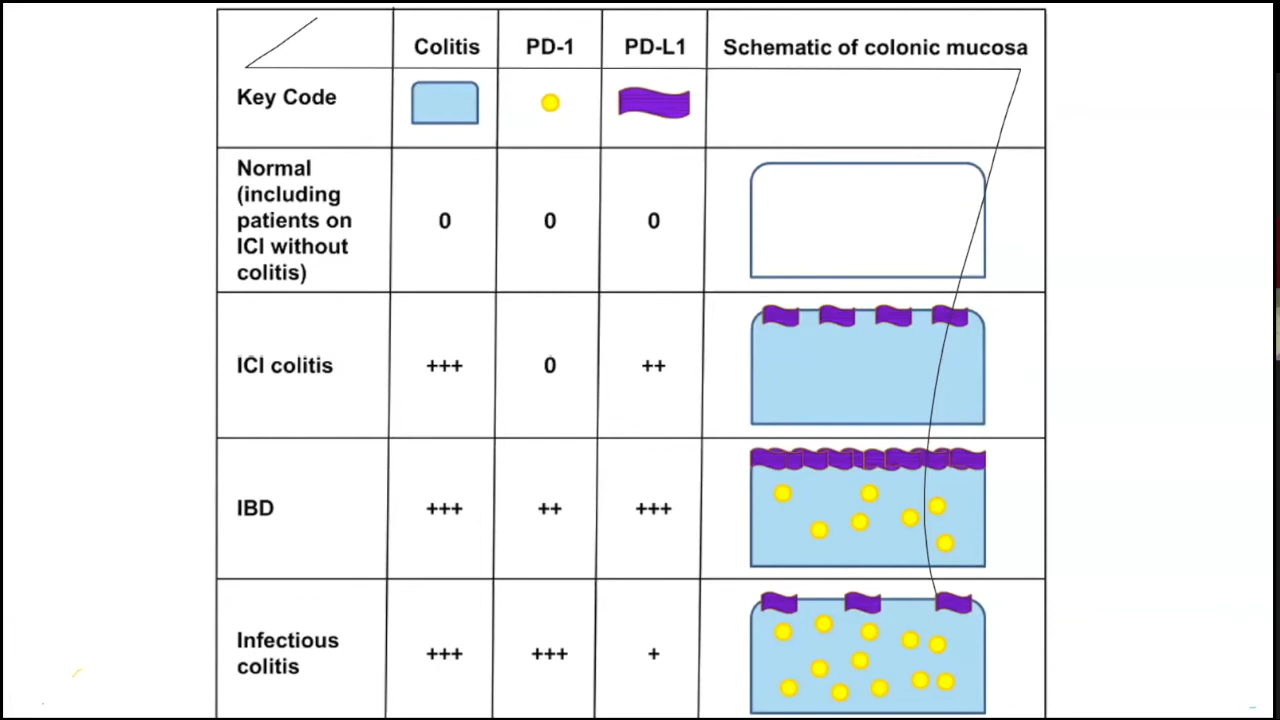 Colitis PD-1 PD-L1 Schematic of colonic mucosa
Key Code
Normal
(including
patients on
ICI without
colitis)
0 0 0
ICI colitis +++ 0 ++
IBD +++ ++ +++
Infectious
colitis
+++ +++ +